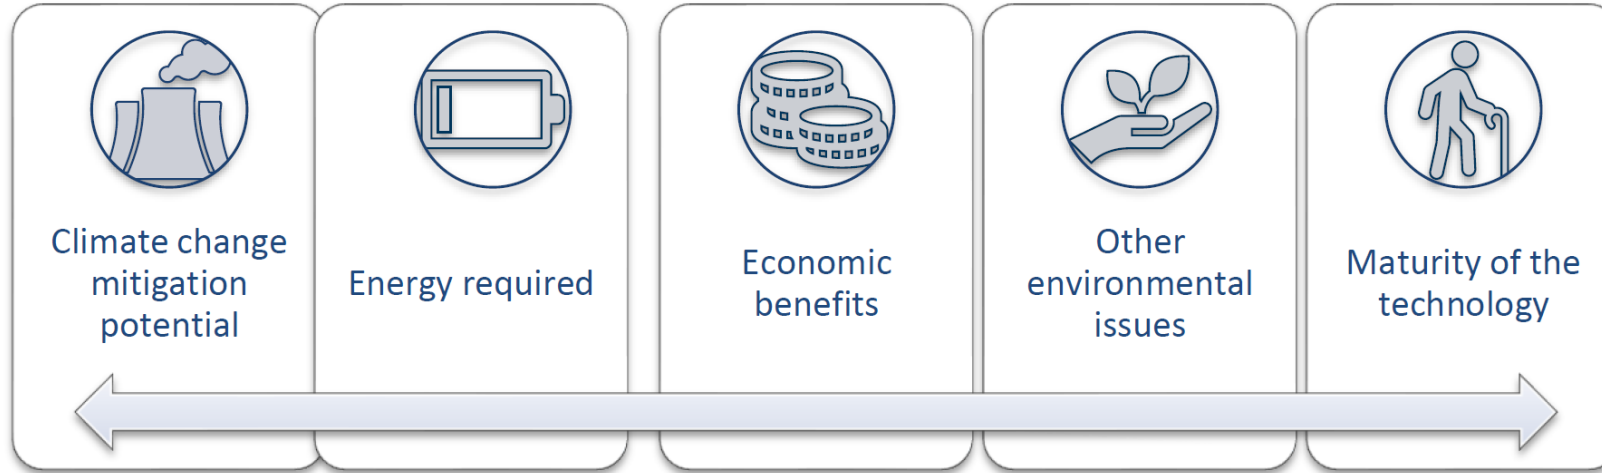 Climate change
mitigation
potential
Energy required
Economic
benefits
Other
environmental
issues
Maturity of the
technology